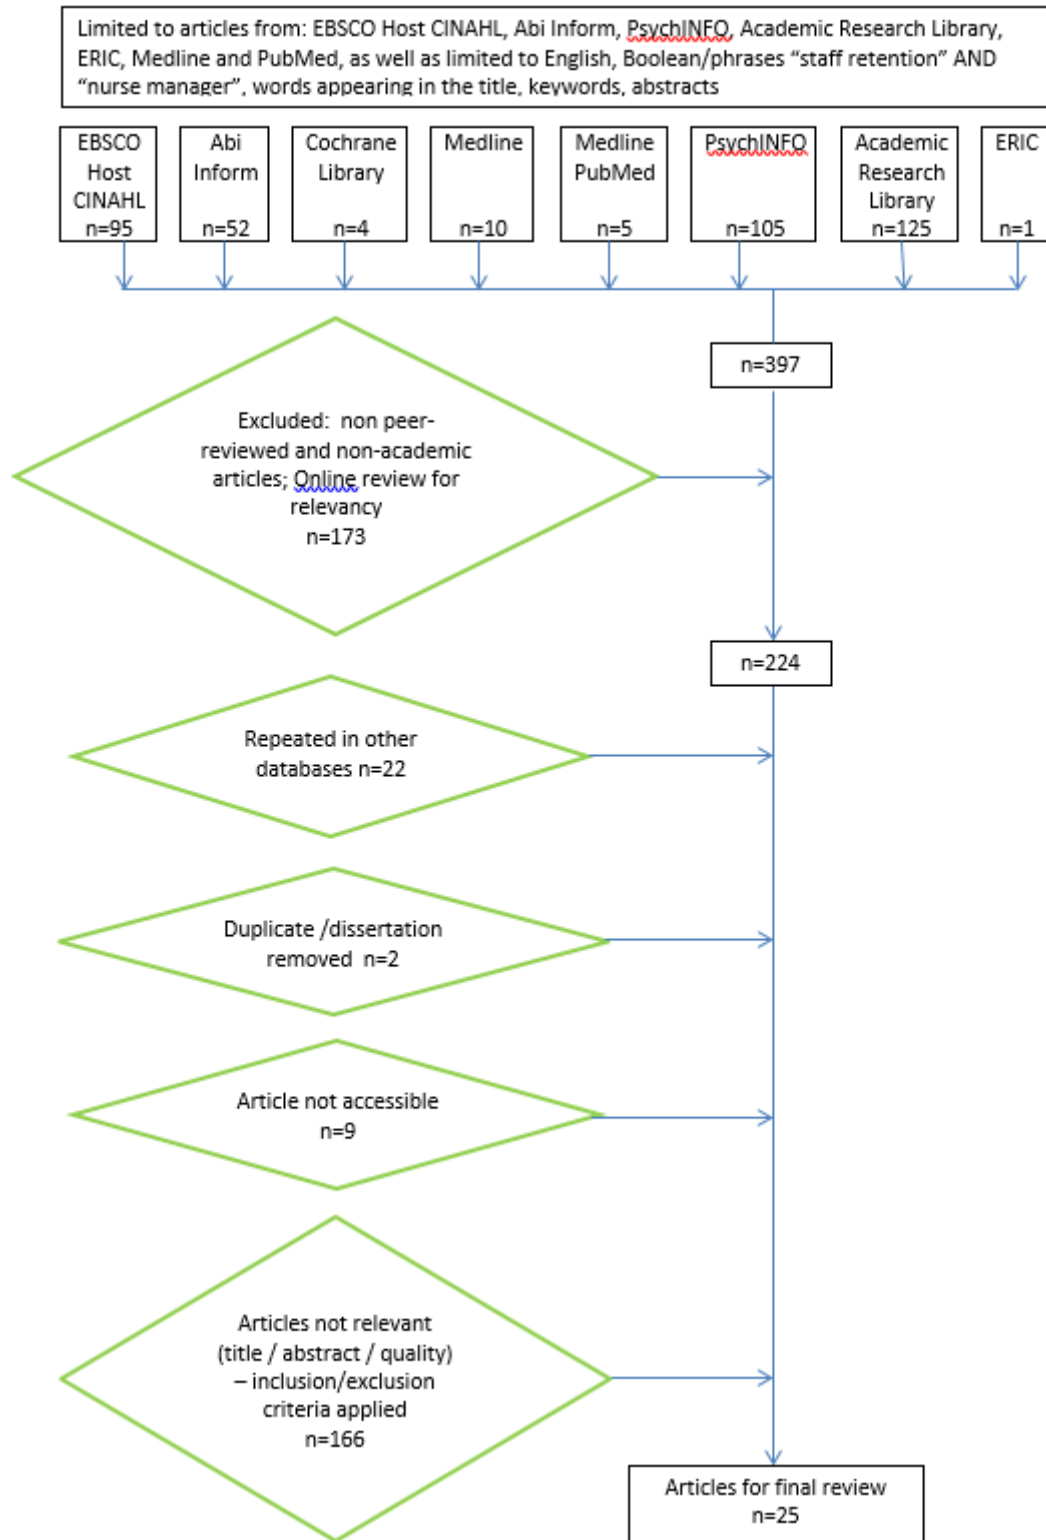 Limited to articles from: EBSCO Host CINAHL, Abi Inform, PsychINFO, Academic Research Library,
ERIC, Medline and PubMed, as well as limited to English, Boolean/phrases “staff retention” AND
“nurse manager”, words appearing in the title, keywords, abstracts
EBSCO
Host
CINAHL
n=95
Abi
Inform
n=52
Cochrane
Library
n=4
Medline
n=10
Medline
PubMed
n=5
PsychINFO
n=105
Academic
Research
Library
n=125
ERIC
n=1
n=397
Excluded:  non peer-
reviewed and non-academic
articles; Online review for
relevancy
n=173
n=224
Repeated in other
databases n=22
Duplicate /dissertation
removed  n=2
Article not accessible
n=9
Articles not relevant
(title / abstract / quality)
– inclusion/exclusion
criteria applied
n=166
Articles for final review
n=25